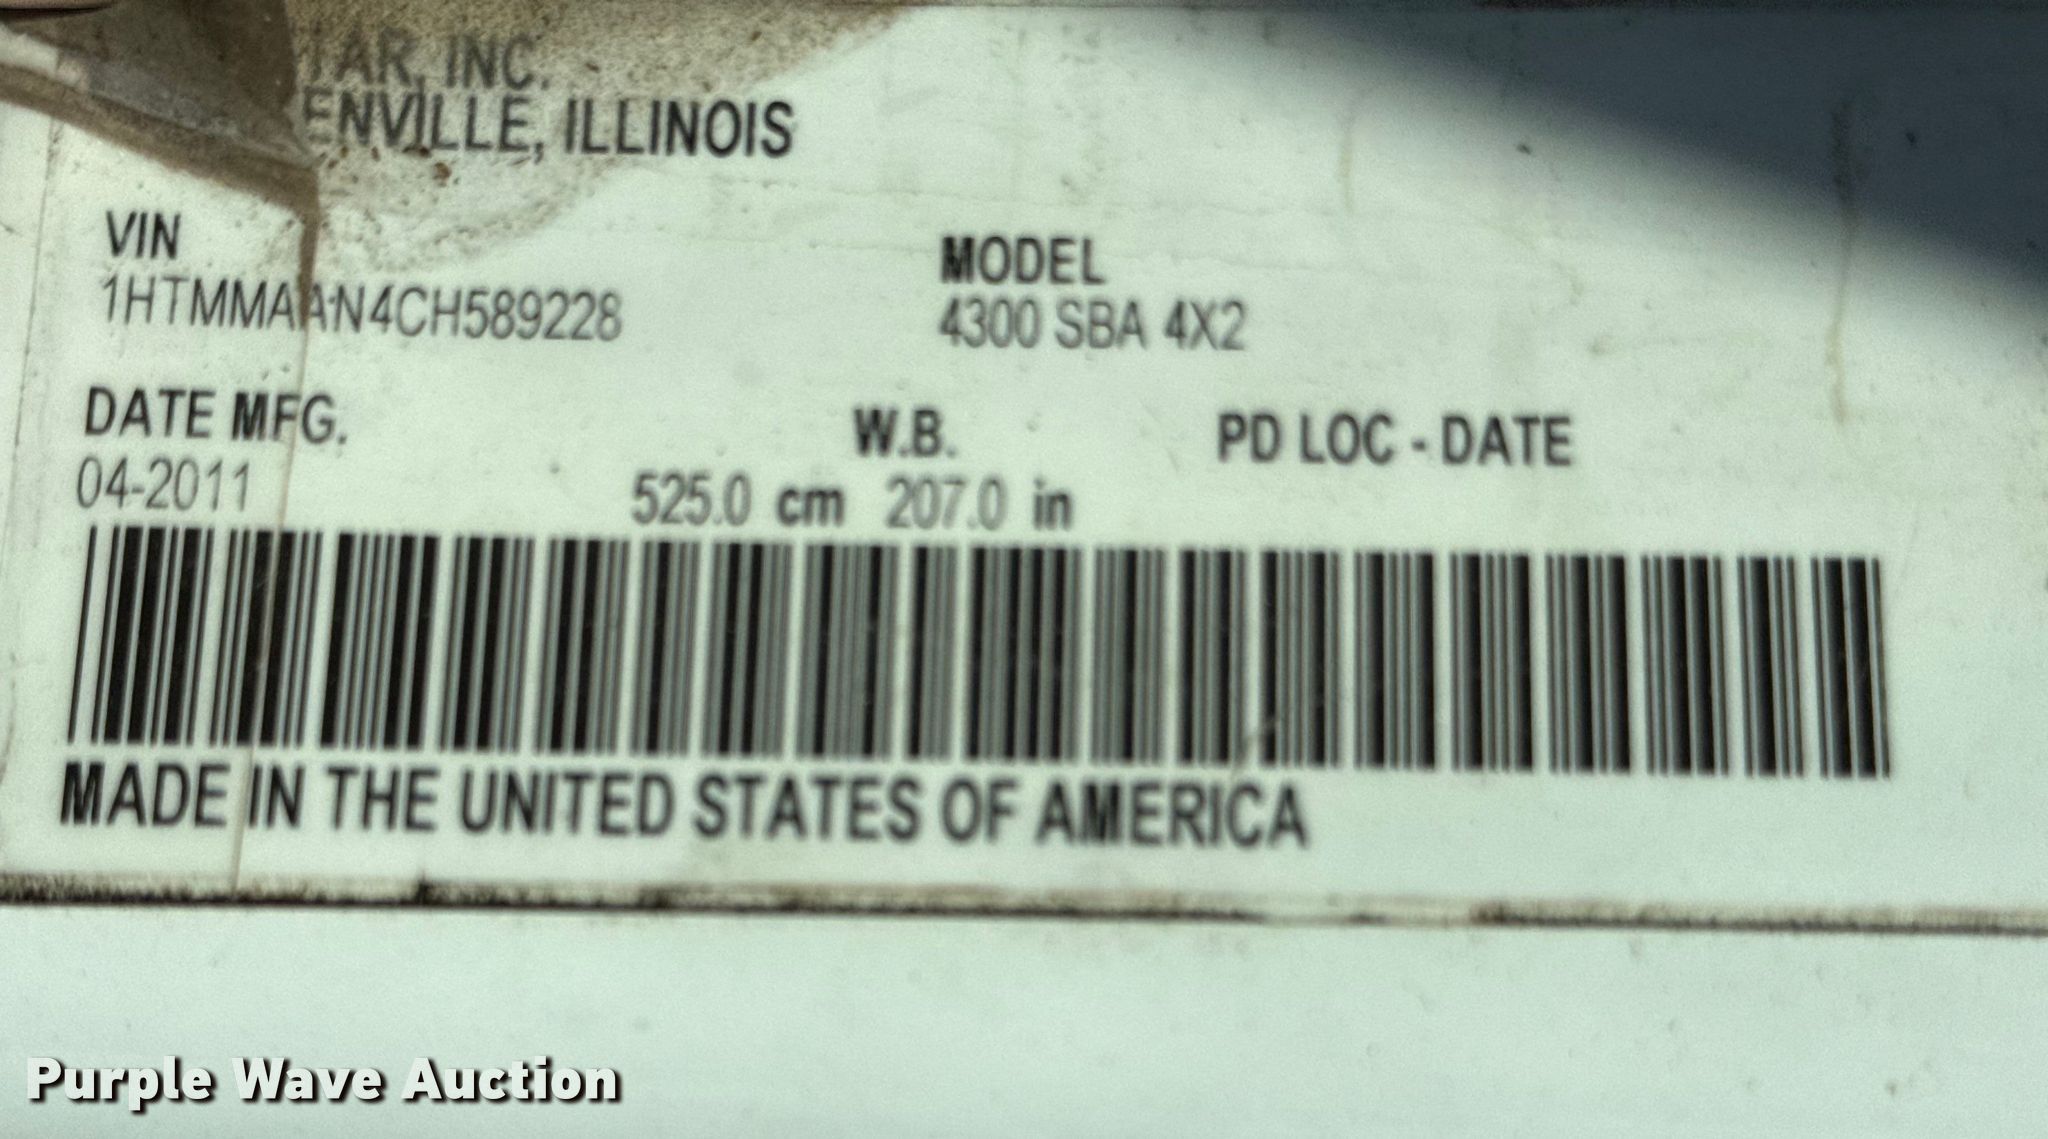 TAR, INC.
ENVILLE, ILLINOIS
VIN
1HTMMAAN4CH589228
MODEL
4300 SBA 4X2
DATE MFG.
04-2011
W.B.
525.0 cm 207.0 in
PD LOC - DATE
MADE IN THE UNITED STATES OF AMERICA
Purple Wave Auction